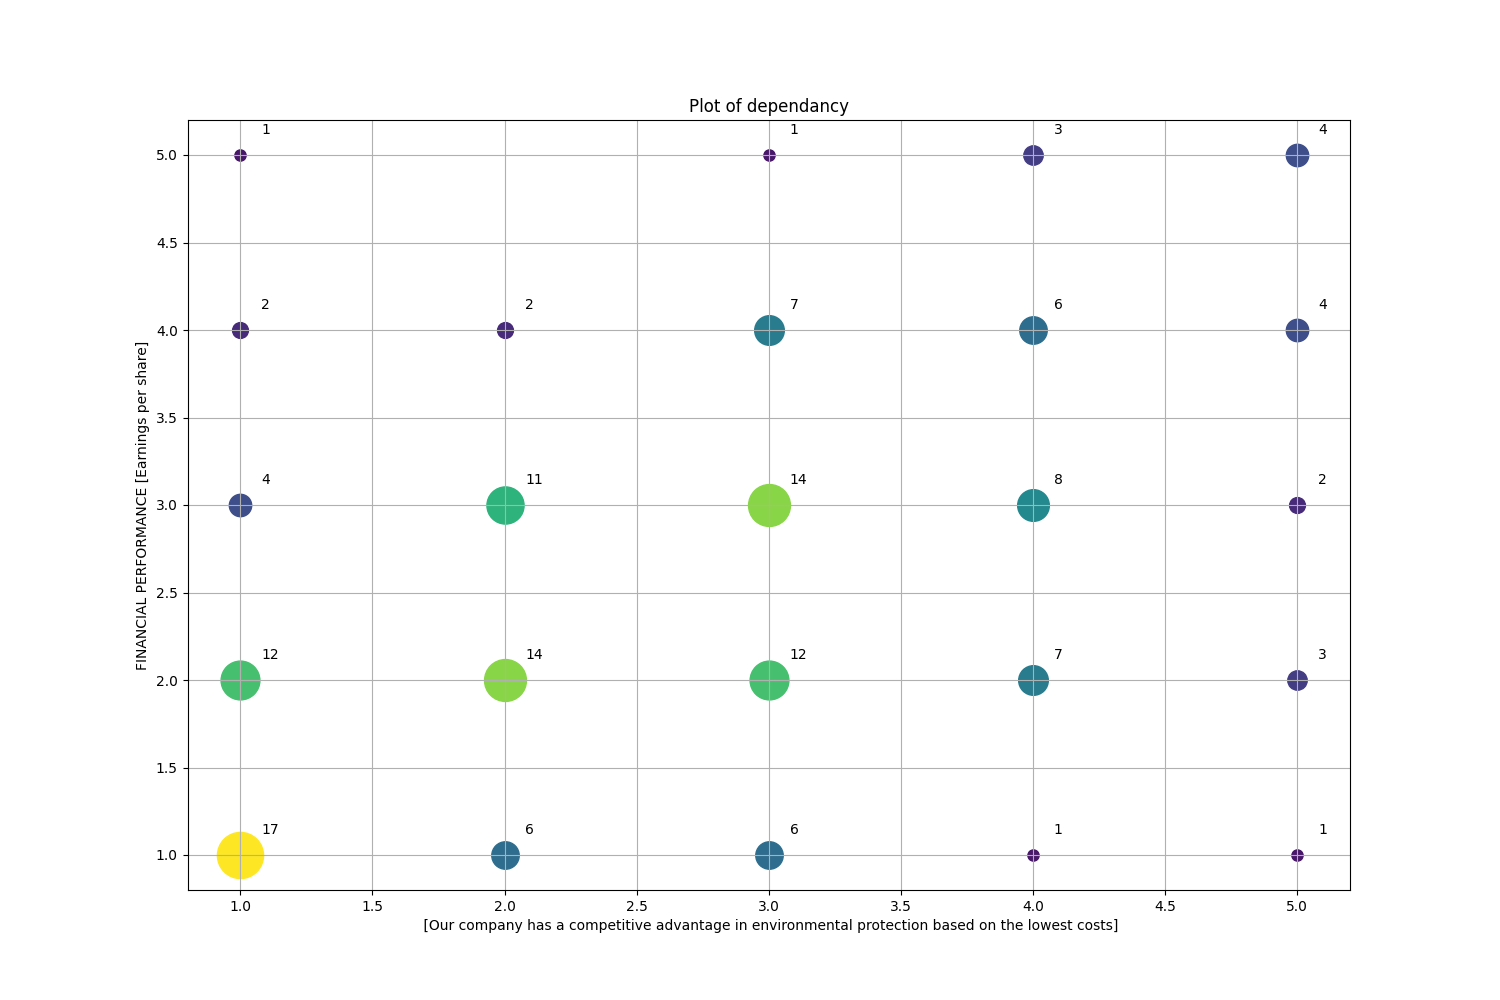 Plot of dependancy
1 1 3 4
5.0
4.5
2 2 7 6 4
4.0
3.5
4 11 14 8 2
3.0
2.5
12 14 12 7 3
2.0
1.5
17 6 6 1 1
1.0
FINANCIAL PERFORMANCE [Earnings per share]
1.0 1.5 2.0 2.5 3.0 3.5 4.0 4.5 5.0
[Our company has a competitive advantage in environmental protection based on the lowest costs]